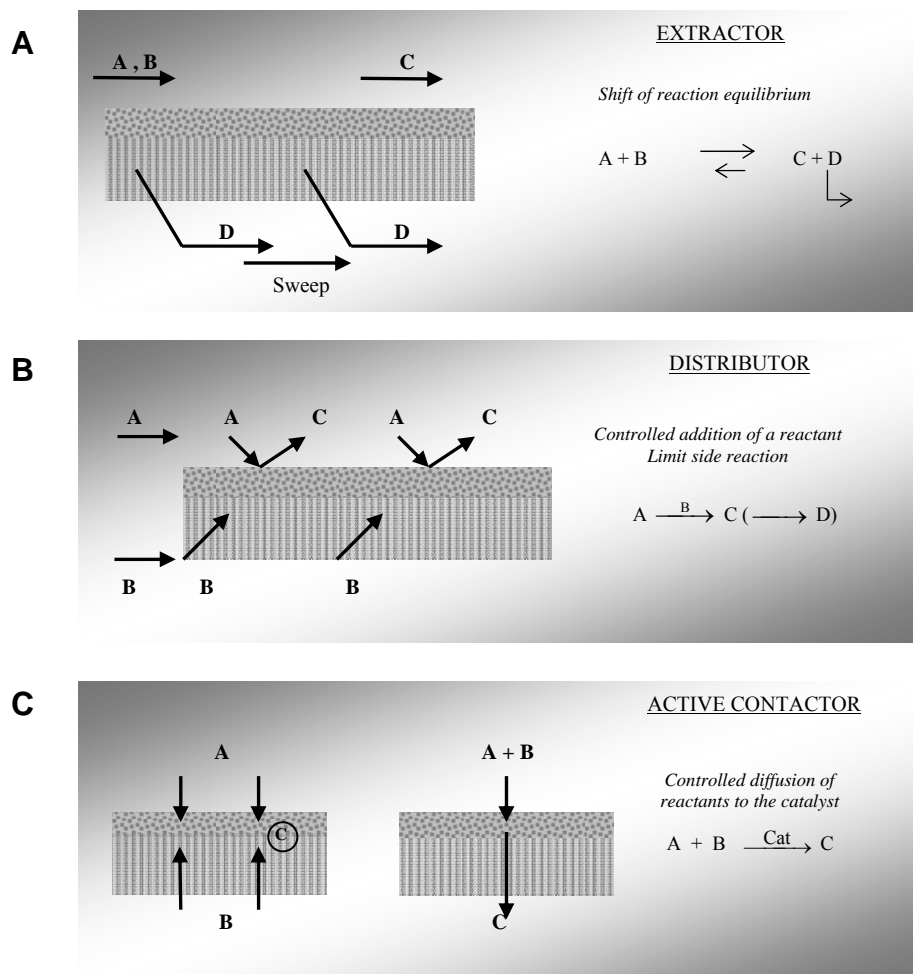 A
EXTRACTOR
A , B
C
Shift of reaction equilibrium
A + B
C + D
D
D
Sweep
B
DISTRIBUTOR
A
A
C
A
C
Controlled addition of a reactant
Limit side reaction
A B C ( D)
B
B
B
C
ACTIVE CONTACTOR
A
A + B
Controlled diffusion of
reactants to the catalyst
C
A + B Cat C
B
C